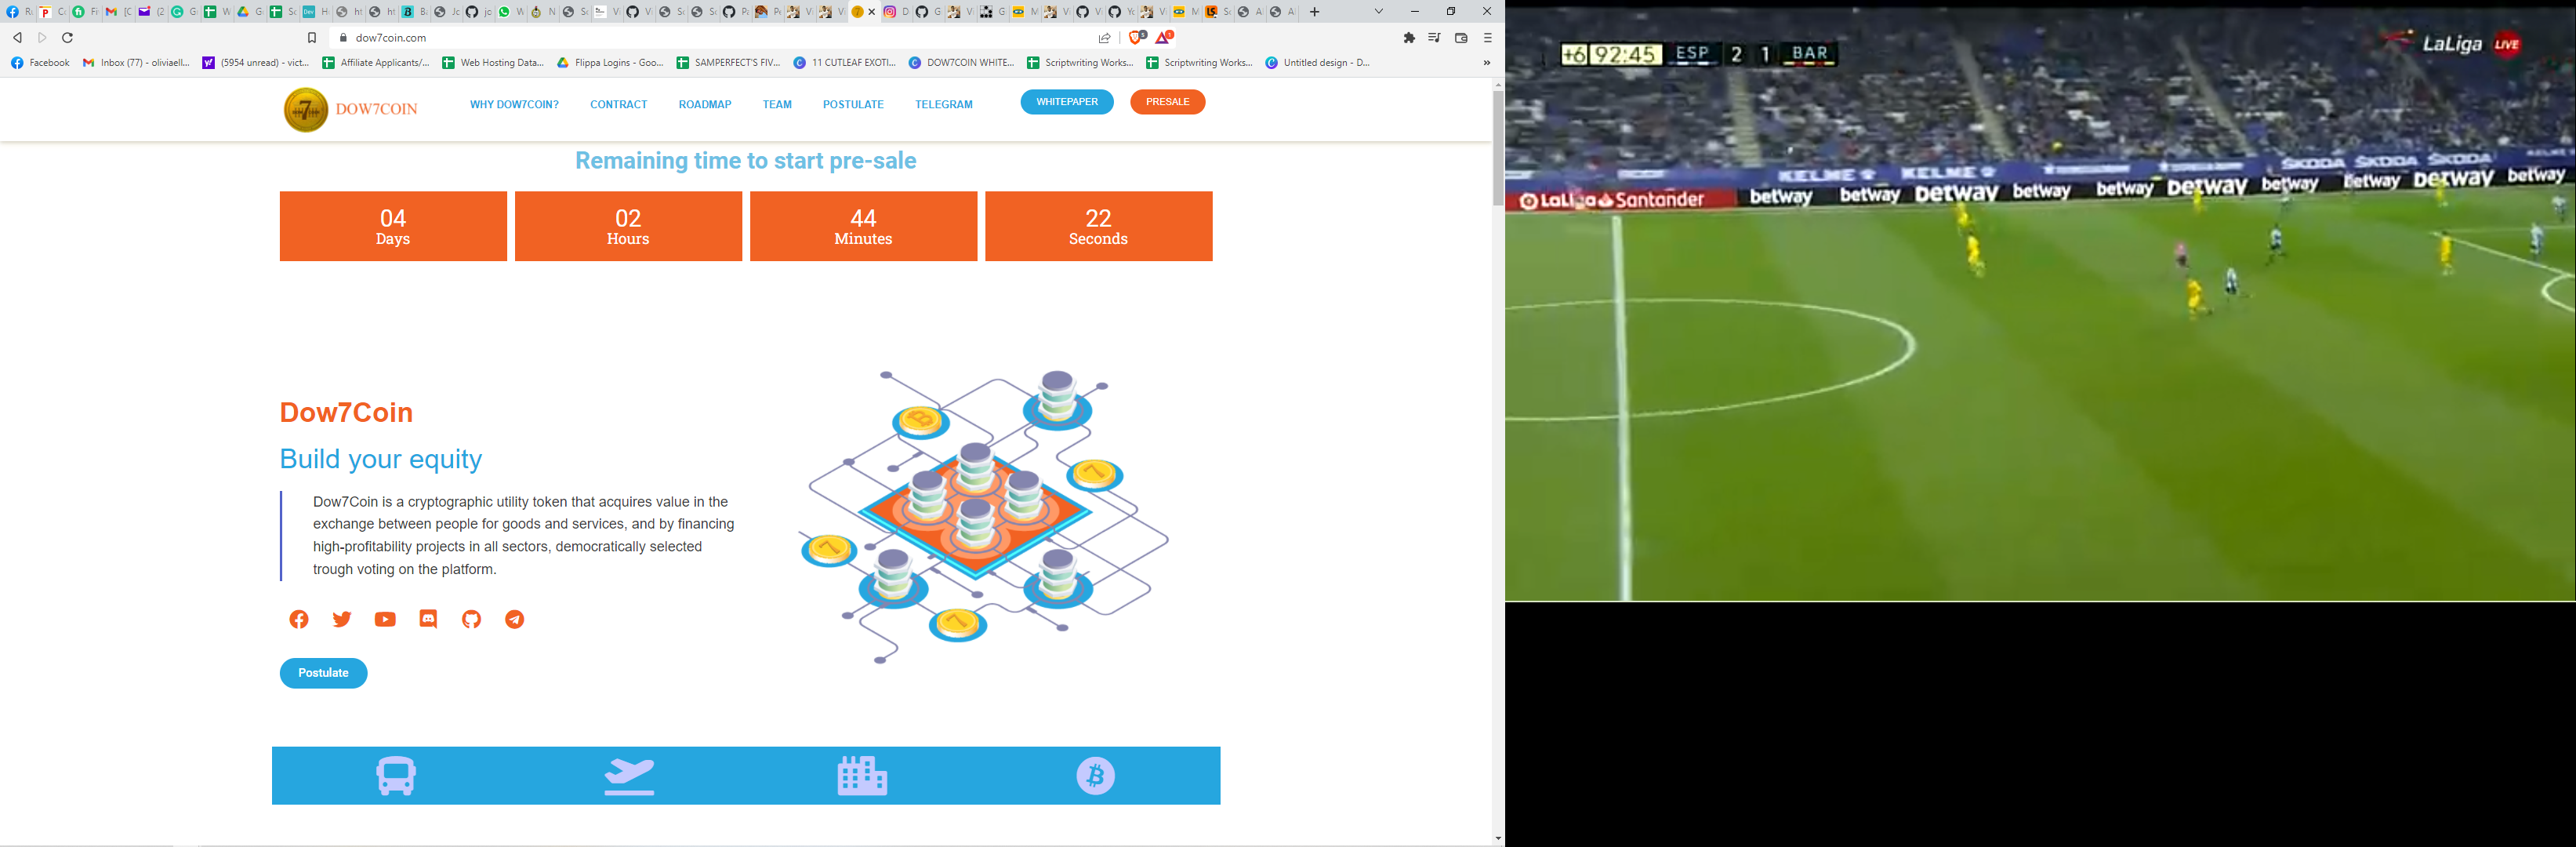 dow7coin.com
Facebook
Inbox (77) - oliviaell...
(5954 unread) - vict...
Affiliate Applicants/...
Web Hosting Data...
Flippa Logins - Goo...
SAMPERFECT'S FIV...
11 CUTLEAF EXOTI...
DOW7COIN WHITE...
Scriptwriting Works...
Scriptwriting Works...
Untitled design - D...
»
7 DOW7COIN
WHY DOW7COIN?
CONTRACT
ROADMAP
TEAM
POSTULATE
TELEGRAM
WHITEPAPER
PRESALE
Remaining time to start pre-sale
04
Days
02
Hours
44
Minutes
22
Seconds
Dow7Coin
Build your equity
Dow7Coin is a cryptographic utility token that acquires value in the
exchange between people for goods and services, and by financing
high-profitability projects in all sectors, democratically selected
trough voting on the platform.
Postulate
+6 92:45 ESP 2 1 BAR
LaLiga LIVE
KELME KELME
ŠKODA ŠKODA ŠKODA
LaLiga Santander
betway betway betway betway betway betway betway betway betway betway